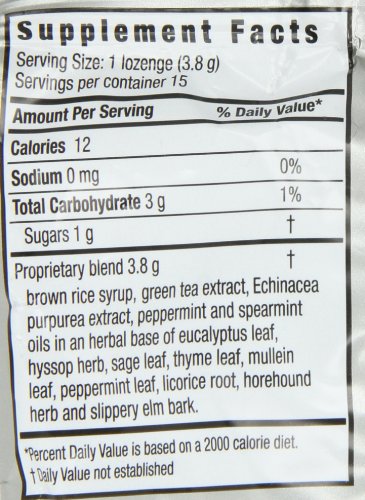 Supplement Facts
Serving Size: 1 lozenge (3.8 g)
Servings per container 15
Amount Per Serving % Daily Value*
Calories 12
Sodium 0 mg 0%
Total Carbohydrate 3 g 1%
Sugars 1 g †
Proprietary blend 3.8 g †
brown rice syrup, green tea extract, Echinacea
purpurea extract, peppermint and spearmint
oils in an herbal base of eucalyptus leaf,
hyssop herb, sage leaf, thyme leaf, mullein
leaf, peppermint leaf, licorice root, horehound
herb and slippery elm bark.
*Percent Daily Value is based on a 2000 calorie diet.
† Daily Value not established